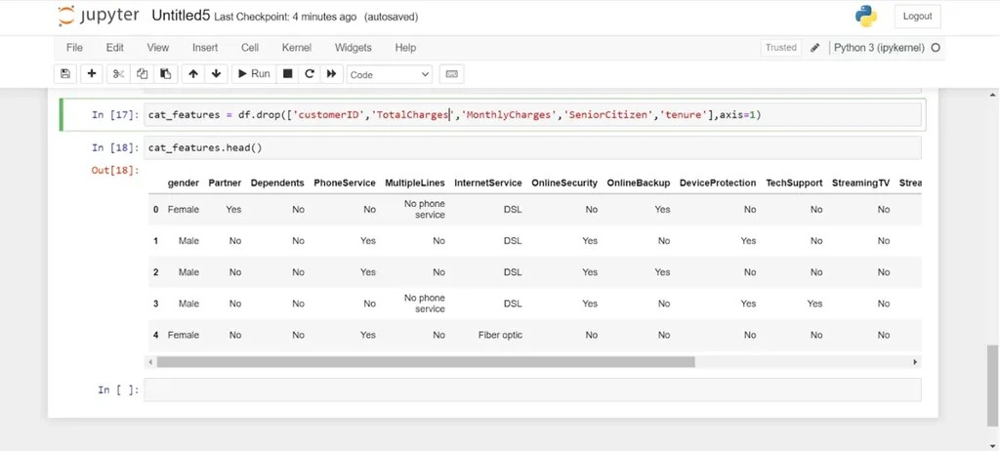 jupyter Untitled5 Last Checkpoint: 4 minutes ago (autosaved)
Logout
File Edit View Insert Cell Kernel Widgets Help
Trusted Python 3 (ipykernel)
Run Code
In [17]: cat_features = df.drop(['customerID','TotalCharges','MonthlyCharges','SeniorCitizen','tenure'],axis=1)
In [18]: cat_features.head()
Out[18]:
gender Partner Dependents PhoneService MultipleLines InternetService OnlineSecurity OnlineBackup DeviceProtection TechSupport StreamingTV Strea
0 Female Yes No No No phone service DSL No Yes No No No
1 Male No No Yes No DSL Yes No Yes No No
2 Male No No Yes No DSL Yes Yes No No No
3 Male No No No No phone service DSL Yes No Yes Yes No
4 Female No No Yes No Fiber optic No No No No No
In [ ]: